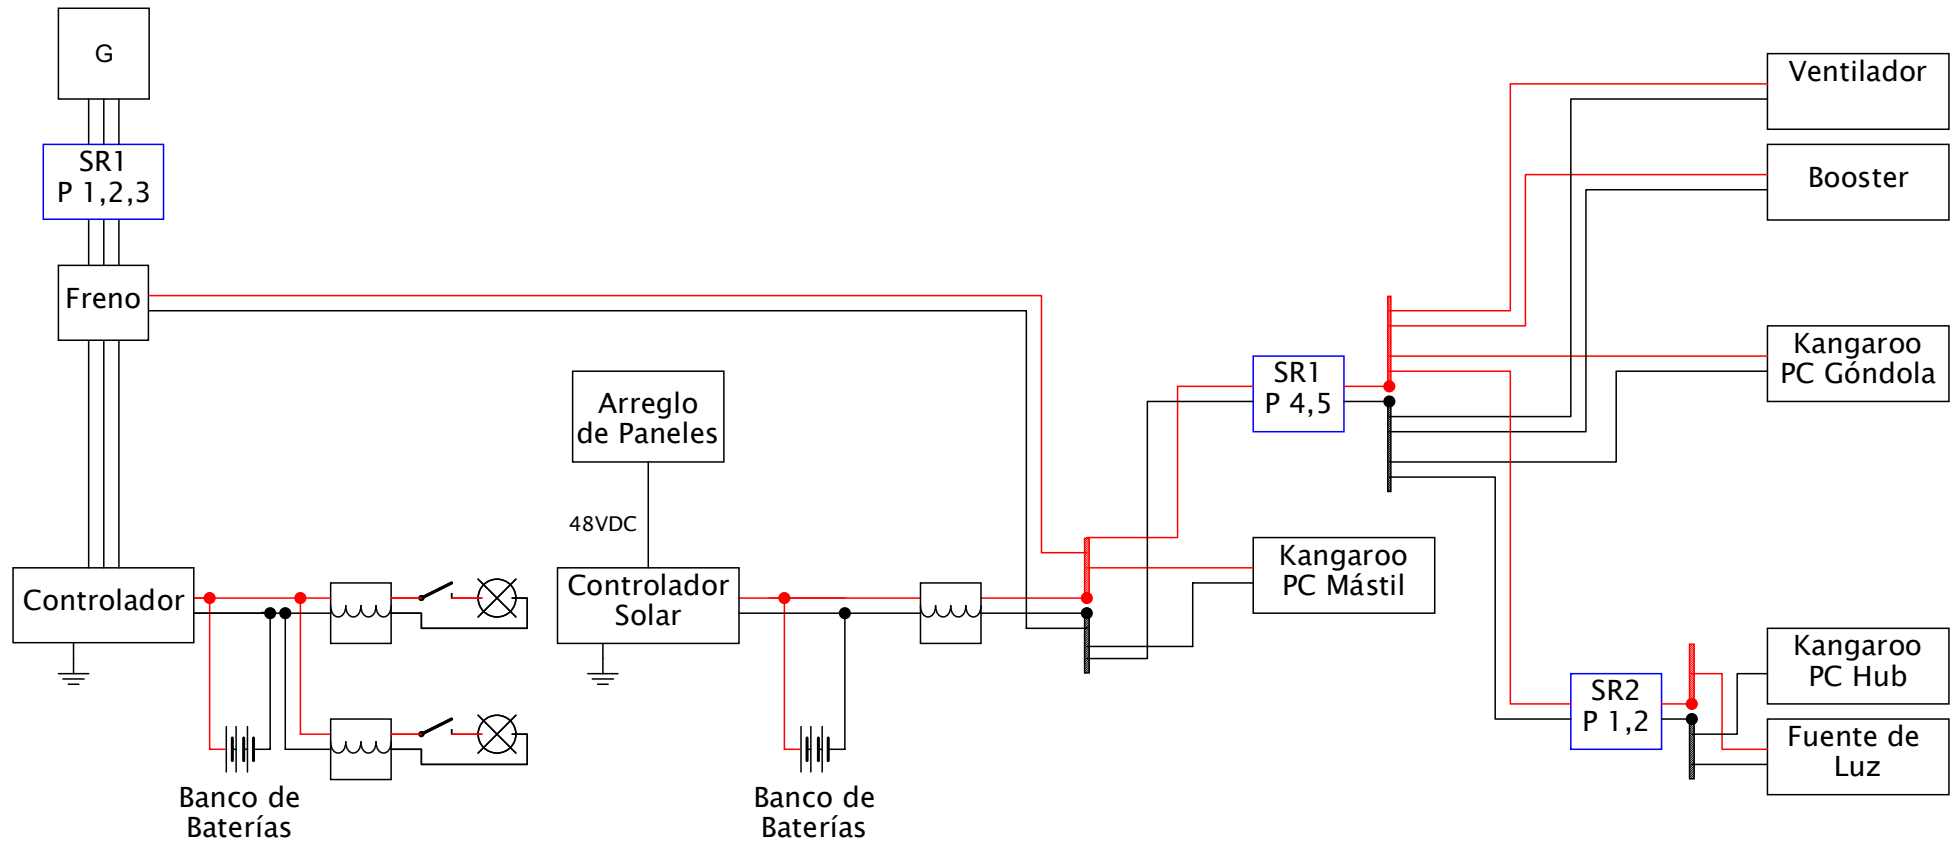 G
SR1
P 1,2,3
Freno
Controlador
Banco de
Baterías
Arreglo
de Paneles
48VDC
Controlador
Solar
Banco de
Baterías
Kangaroo
PC Mástil
SR1
P 4,5
Ventilador
Booster
Kangaroo
PC Góndola
SR2
P 1,2
Kangaroo
PC Hub
Fuente de
Luz